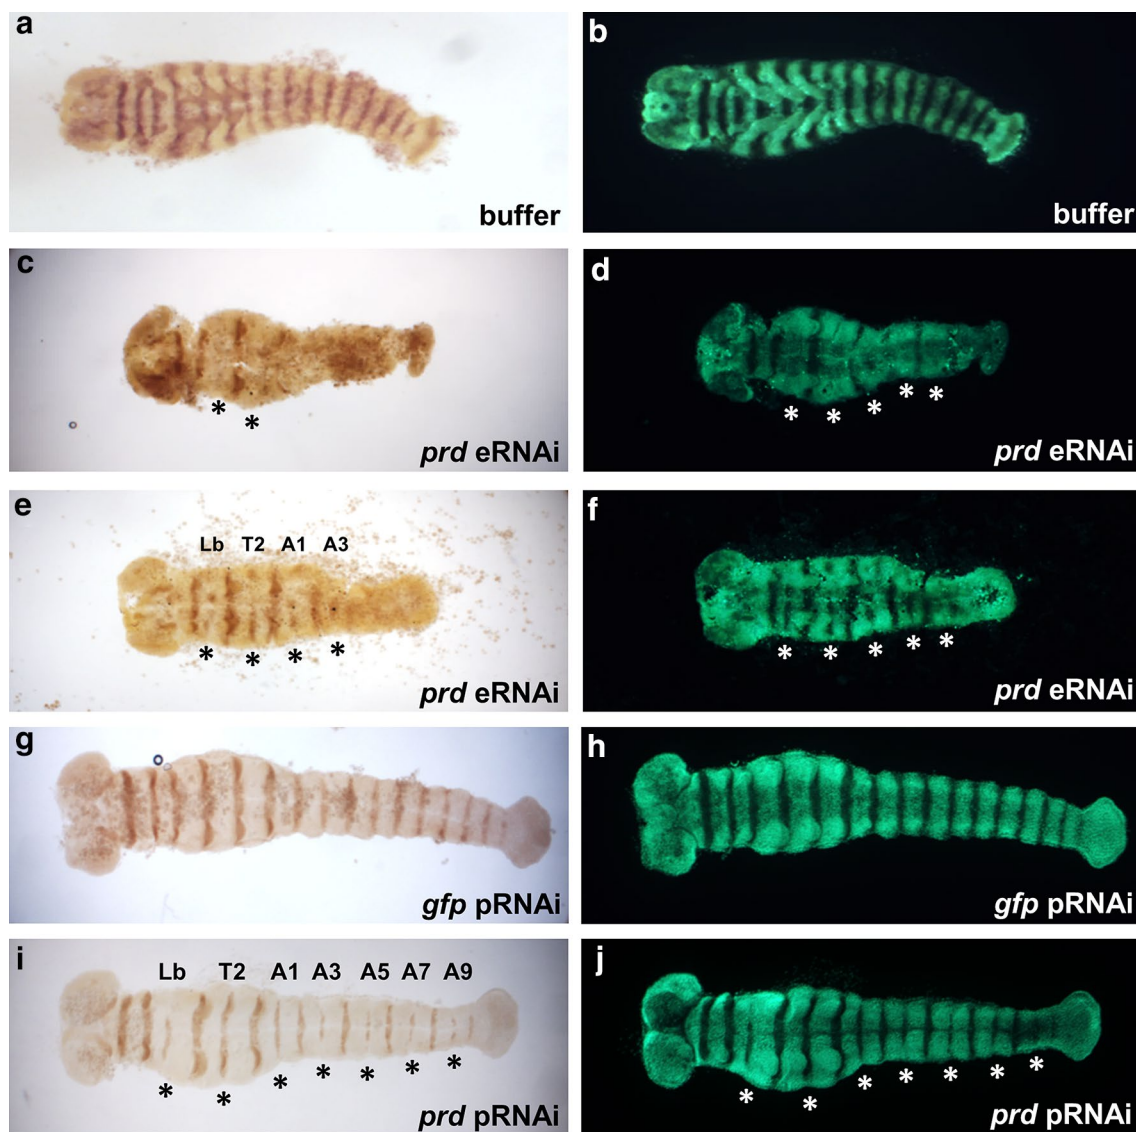 a
b
buffer
buffer
c
d
*
*
*
*
*
*
*
prd eRNAi
prd eRNAi
e
f
Lb T2 A1 A3
*
*
*
*
*
*
*
*
*
prd eRNAi
prd eRNAi
g
h
gfp pRNAi
gfp pRNAi
i
j
Lb T2 A1 A3 A5 A7 A9
*
*
*
*
*
*
*
*
*
*
*
*
*
*
prd pRNAi
prd pRNAi